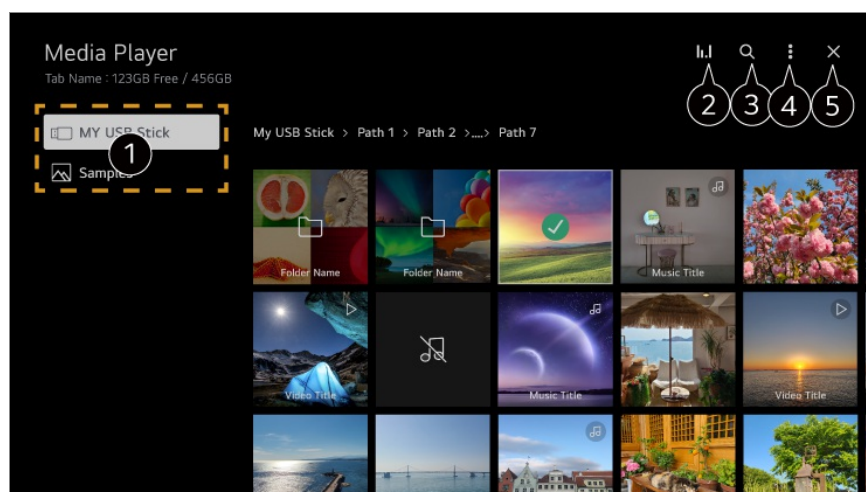 Media Player
Tab Name : 123GB Free / 456GB
2
3
4
5
MY USB Stick
1
Samples
My USB Stick > Path 1 > Path 2 >....> Path 7
Folder Name
Folder Name
Music Title
Video Title
Music Title
Video Title